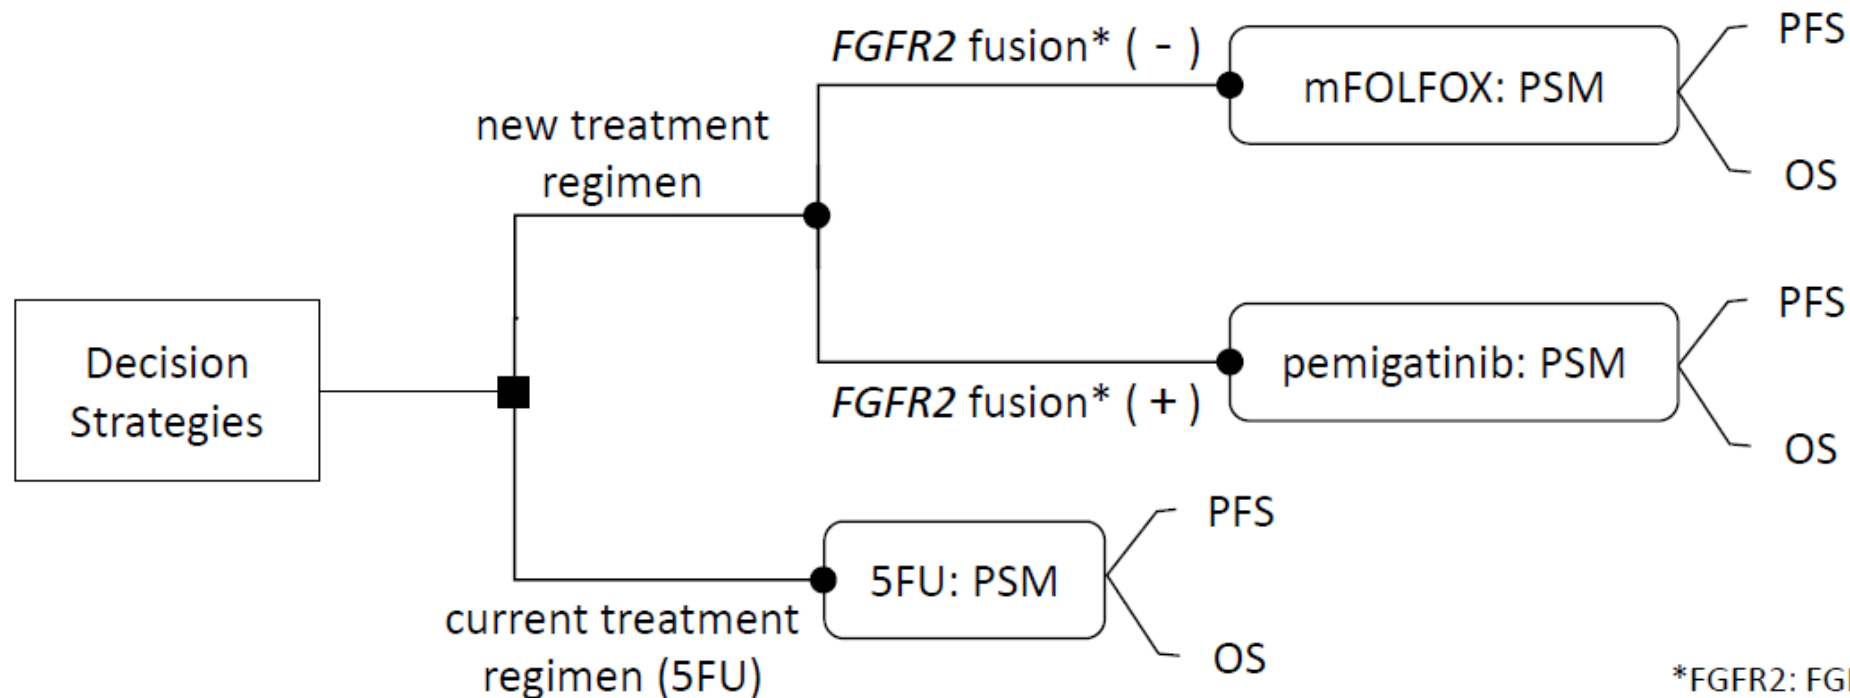 FGFR2 fusion* ( - )
mFOLFOX: PSM
PFS
OS
new treatment
regimen
Decision
Strategies
FGFR2 fusion* ( + )
pemigatinib: PSM
PFS
OS
current treatment
regimen (5FU)
5FU: PSM
PFS
OS
*FGFR2: